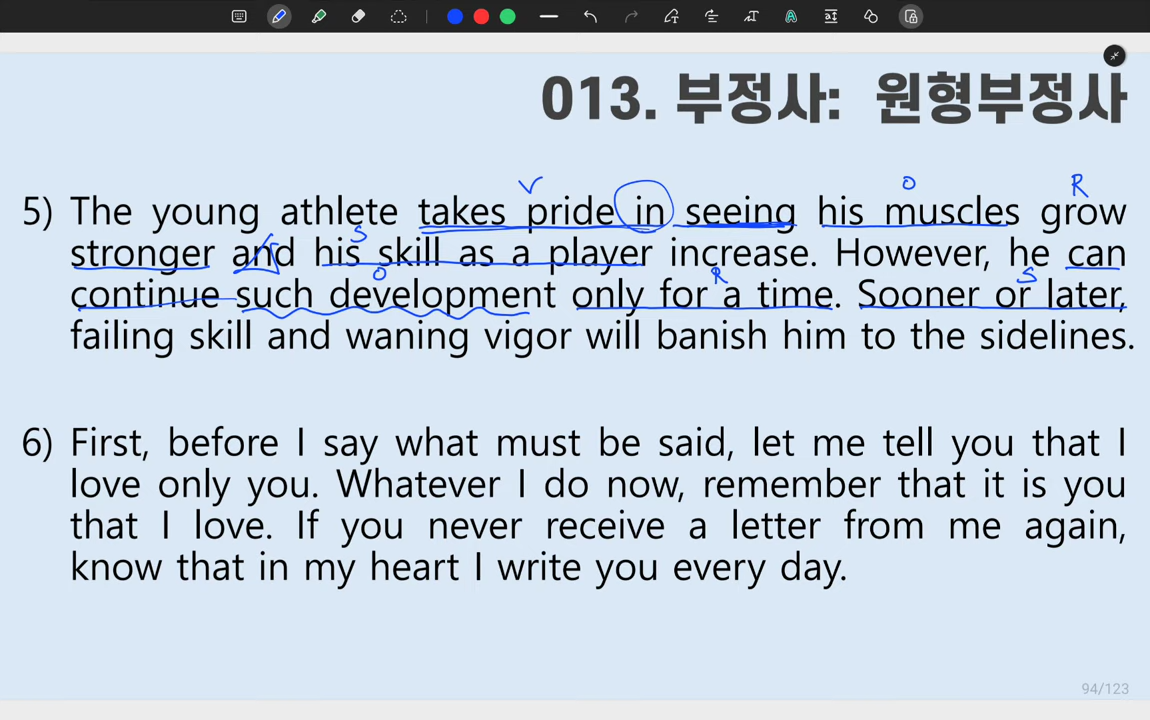 013. 부정사: 원형부정사
V O R
5) The young athlete takes pride in seeing his muscles grow
S
stronger and his skill as a player increase. However, he can
O R S
continue such development only for a time. Sooner or later,
failing skill and waning vigor will banish him to the sidelines.
6) First, before I say what must be said, let me tell you that I
love only you. Whatever I do now, remember that it is you
that I love. If you never receive a letter from me again,
know that in my heart I write you every day.
94/123